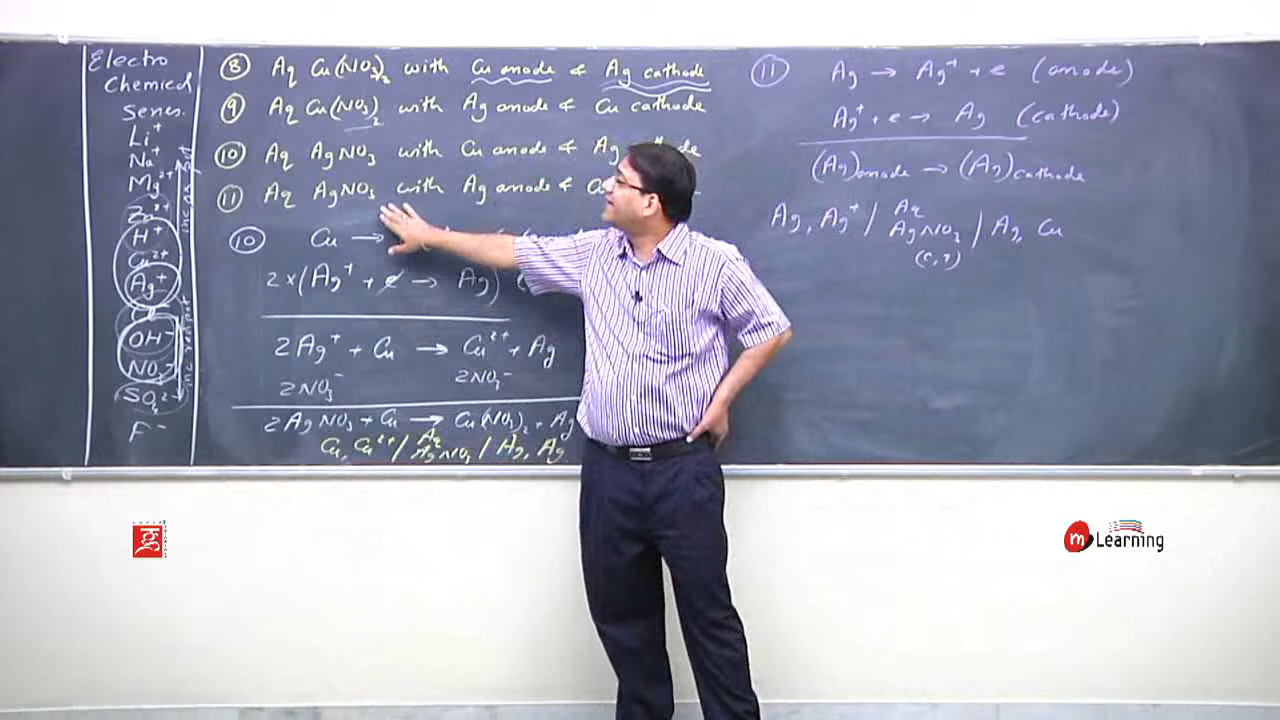 Electro
Chemical
Series
Li⁺
Na⁺
Mg²⁺
Zn²⁺
H⁺
Cu²⁺
Ag⁺
OH⁻
NO₃⁻
SO₄²⁻
F⁻
⑧ Aq Cu(NO₃)₂ with Cu anode & Ag cathode
⑨ Aq Cu(NO₃)₂ with Ag anode & Cu cathode
⑩ Aq AgNO₃ with Cu anode & Ag cathode
⑪ Aq AgNO₃ with Ag anode &
⑩ Cu →
2×(Ag⁺ + e → Ag)
2Ag⁺ + Cu → Cu²⁺ + Ag
2NO₃⁻ 2NO₃⁻
2AgNO₃ + Cu → Cu(NO₃)₂ + Ag
Cu, Cu²⁺ / Aq AgNO₃ / Ag, Ag
⑪ Ag → Ag⁺ + e (anode)
Ag⁺ + e → Ag (cathode)
(Ag)anode → (Ag)cathode
Ag, Ag⁺ / Aq AgNO₃ / Ag, Cu
m Learning